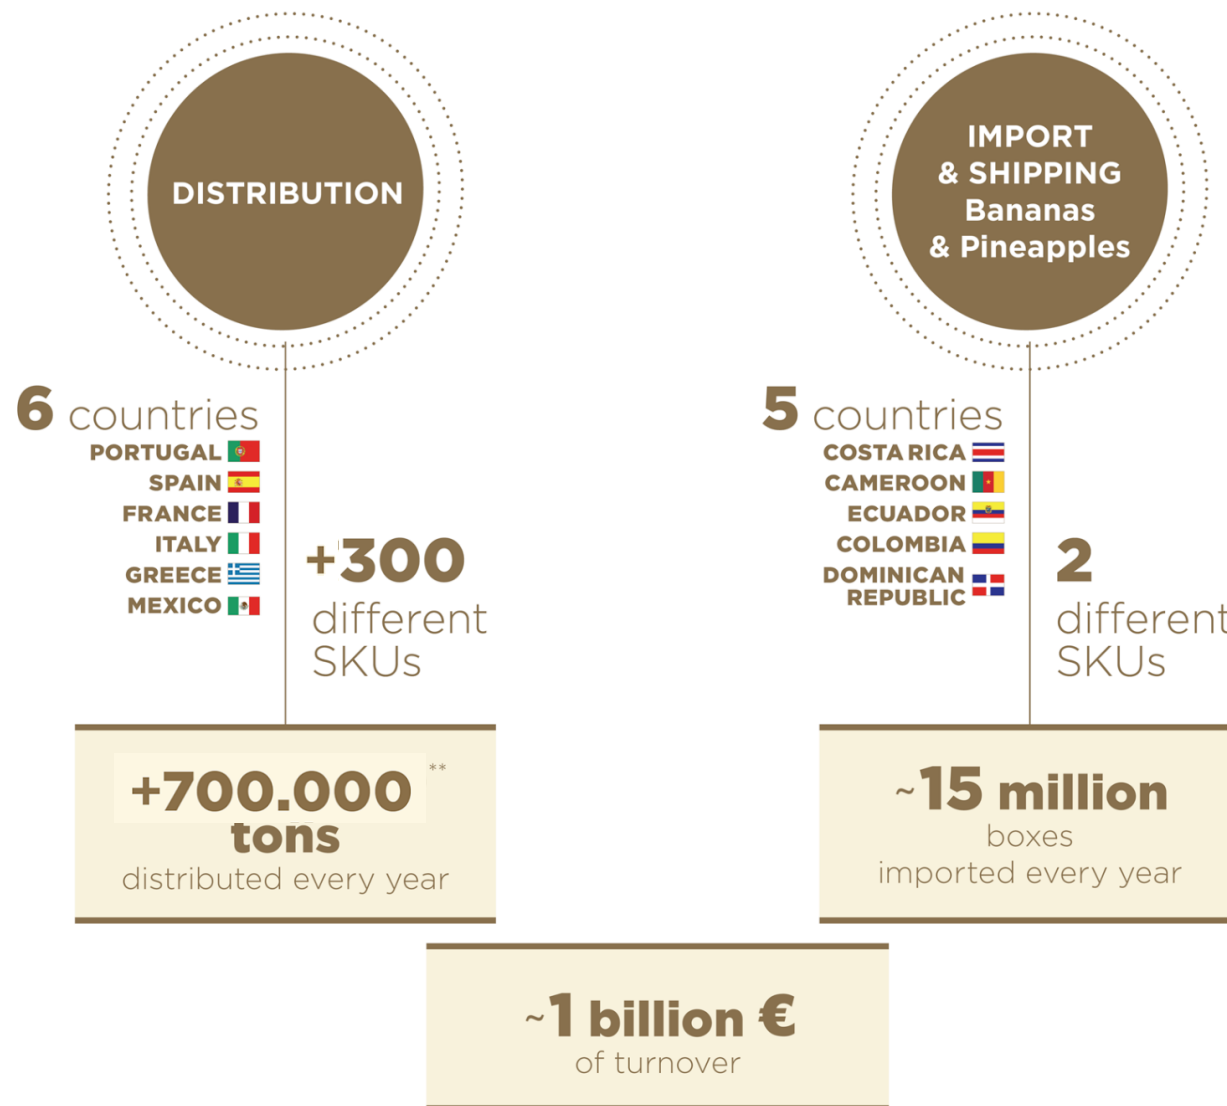 DISTRIBUTION
6 countries
PORTUGAL
SPAIN
FRANCE
ITALY
GREECE
MEXICO
+300
different
SKUs
+700.000 **
tons
distributed every year
IMPORT
& SHIPPING
Bananas
& Pineapples
5 countries
COSTA RICA
CAMEROON
ECUADOR
COLOMBIA
DOMINICAN
REPUBLIC
2
different
SKUs
~15 million
boxes
imported every year
~1 billion €
of turnover